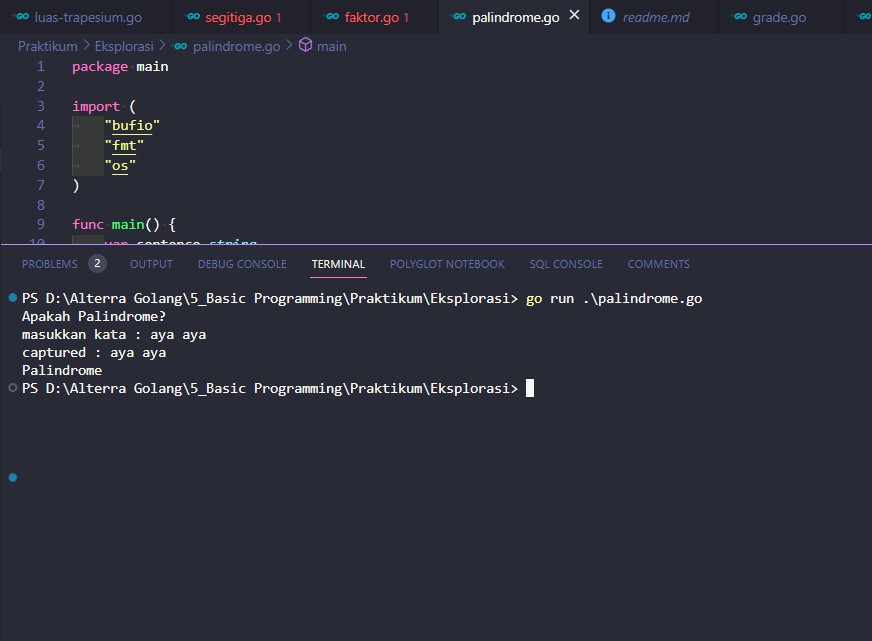 luas-trapesium.go segitiga.go 1 faktor.go 1 palindrome.go readme.md grade.go
Praktikum > Eksplorasi > palindrome.go > main
1 package main
2
3 import (
4 "bufio"
5 "fmt"
6 "os"
7 )
8
9 func main() {
10 var sentence string
PROBLEMS 2 OUTPUT DEBUG CONSOLE TERMINAL POLYGLOT NOTEBOOK SQL CONSOLE COMMENTS
PS D:\Alterra Golang\5_Basic Programming\Praktikum\Eksplorasi> go run .\palindrome.go
Apakah Palindrome?
masukkan kata : aya aya
captured : aya aya
Palindrome
PS D:\Alterra Golang\5_Basic Programming\Praktikum\Eksplorasi>